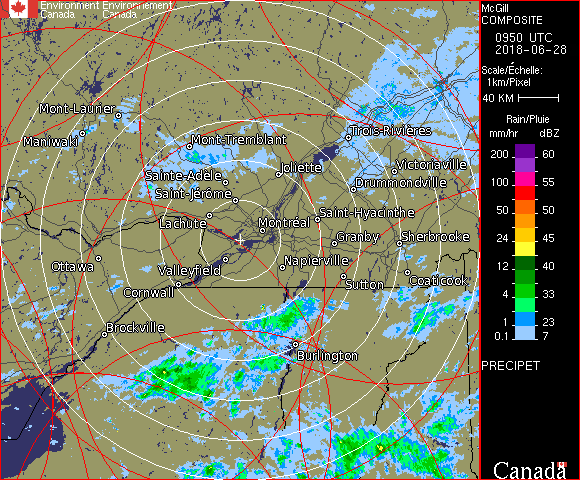 Environment Environnement
Canada Canada
McGill
COMPOSITE
0950 UTC
2018-06-28
Scale/Échelle:
1km/Pixel
40 KM
Rain/Pluie
mm/hr dBZ
200 60
150 57
100 55
50 50
24 45
12 40
4 33
1 23
0.1 7
PRECIPET
Canada
Mont-Laurier
Maniwaki
Mont-Tremblant
Trois-Rivières
Joliette
Victoriaville
Sainte-Adèle
Drummondville
Saint-Jérôme
Saint-Hyacinthe
Lachute
Montréal
Granby
Sherbrooke
Ottawa
Valleyfield
Napierville
Cornwall
Sutton
Coaticook
Brockville
Burlington